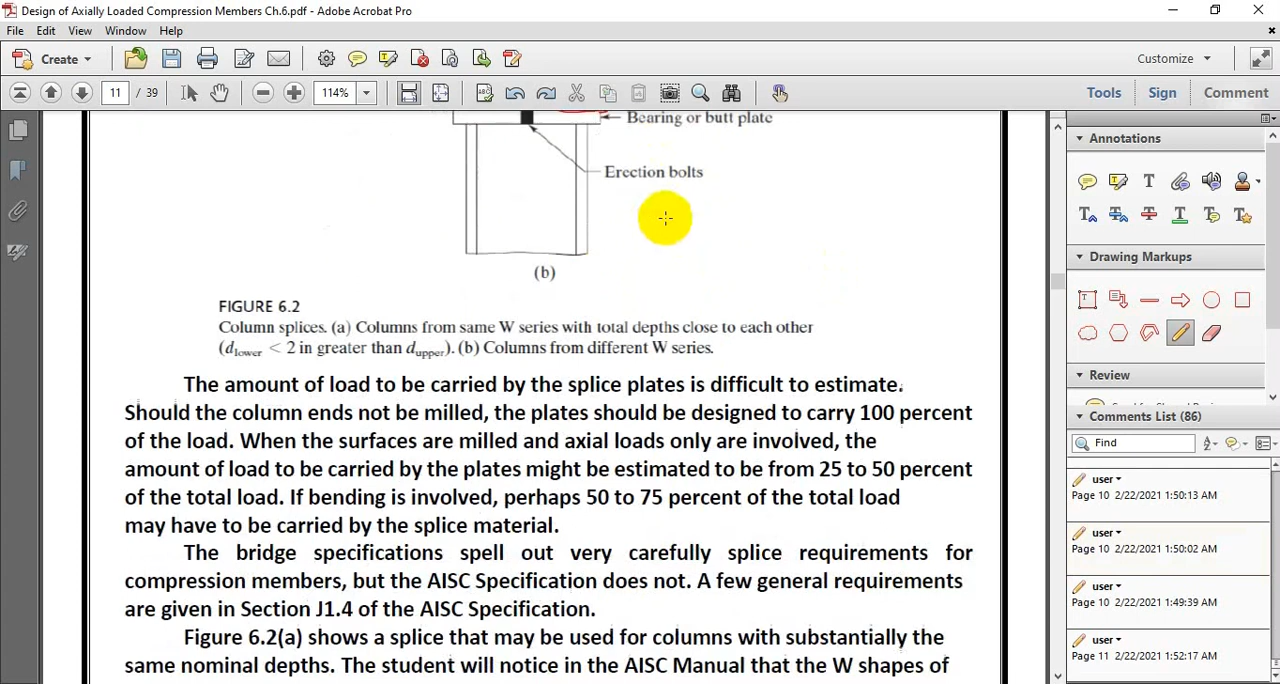 Design of Axially Loaded Compression Members Ch.6.pdf - Adobe Acrobat Pro
File Edit View Window Help
Create
Customize
11 / 39
114%
Tools Sign Comment
Bearing or butt plate
Erection bolts
(b)
FIGURE 6.2
Column splices. (a) Columns from same W series with total depths close to each other
(dlower < 2 in greater than dupper). (b) Columns from different W series.
The amount of load to be carried by the splice plates is difficult to estimate.
Should the column ends not be milled, the plates should be designed to carry 100 percent
of the load. When the surfaces are milled and axial loads only are involved, the
amount of load to be carried by the plates might be estimated to be from 25 to 50 percent
of the total load. If bending is involved, perhaps 50 to 75 percent of the total load
may have to be carried by the splice material.
The bridge specifications spell out very carefully splice requirements for
compression members, but the AISC Specification does not. A few general requirements
are given in Section J1.4 of the AISC Specification.
Figure 6.2(a) shows a splice that may be used for columns with substantially the
same nominal depths. The student will notice in the AISC Manual that the W shapes of
Annotations
Drawing Markups
Review
Comments List (86)
Find
user
Page 10 2/22/2021 1:50:13 AM
user
Page 10 2/22/2021 1:50:02 AM
user
Page 10 2/22/2021 1:49:39 AM
user
Page 11 2/22/2021 1:52:17 AM